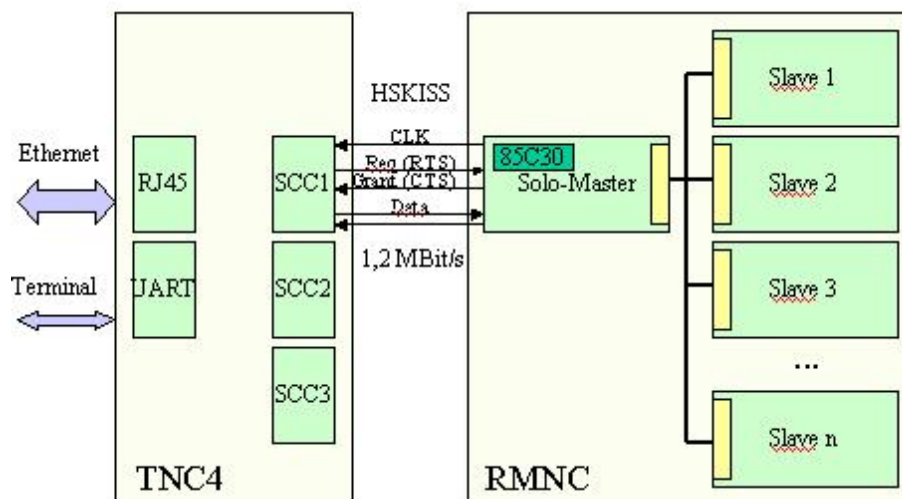 Ethernet
Terminal
RJ45
UART
SCC1
SCC2
SCC3
TNC4
HSKISS
CLK
Req (RTS)
Grant (CTS)
Data
1,2 MBit/s
85C30
Solo-Master
RMNC
Slave 1
Slave 2
Slave 3
...
Slave n